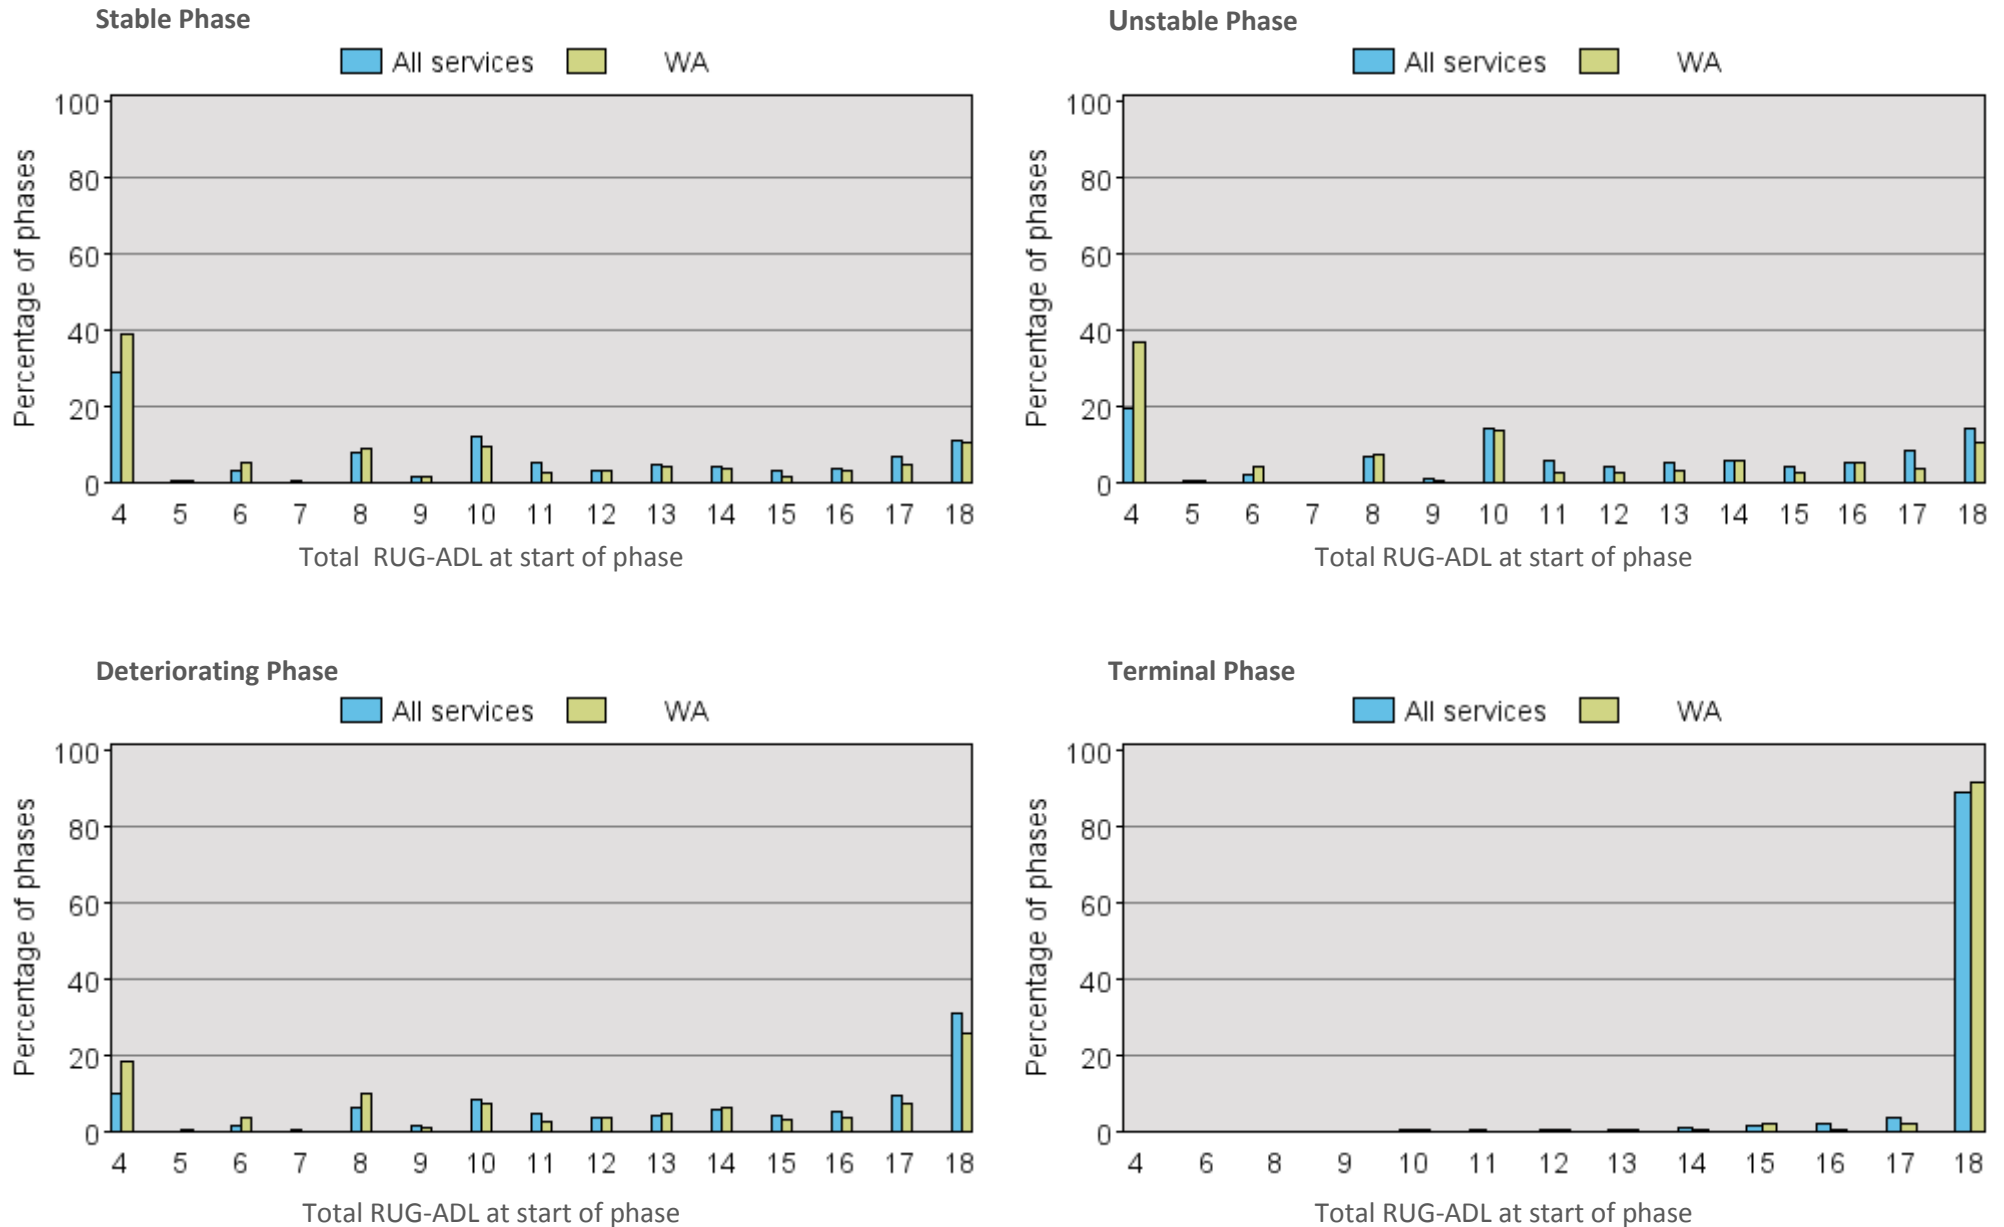 Stable Phase
All services WA
Percentage of phases
100
80
60
40
20
0
4 5 6 7 8 9 10 11 12 13 14 15 16 17 18
Total RUG-ADL at start of phase
Unstable Phase
All services WA
Percentage of phases
100
80
60
40
20
0
4 5 6 7 8 9 10 11 12 13 14 15 16 17 18
Total RUG-ADL at start of phase
Deteriorating Phase
All services WA
Percentage of phases
100
80
60
40
20
0
4 5 6 7 8 9 10 11 12 13 14 15 16 17 18
Total RUG-ADL at start of phase
Terminal Phase
All services WA
Percentage of phases
100
80
60
40
20
0
4 6 8 9 10 11 12 13 14 15 16 17 18
Total RUG-ADL at start of phase